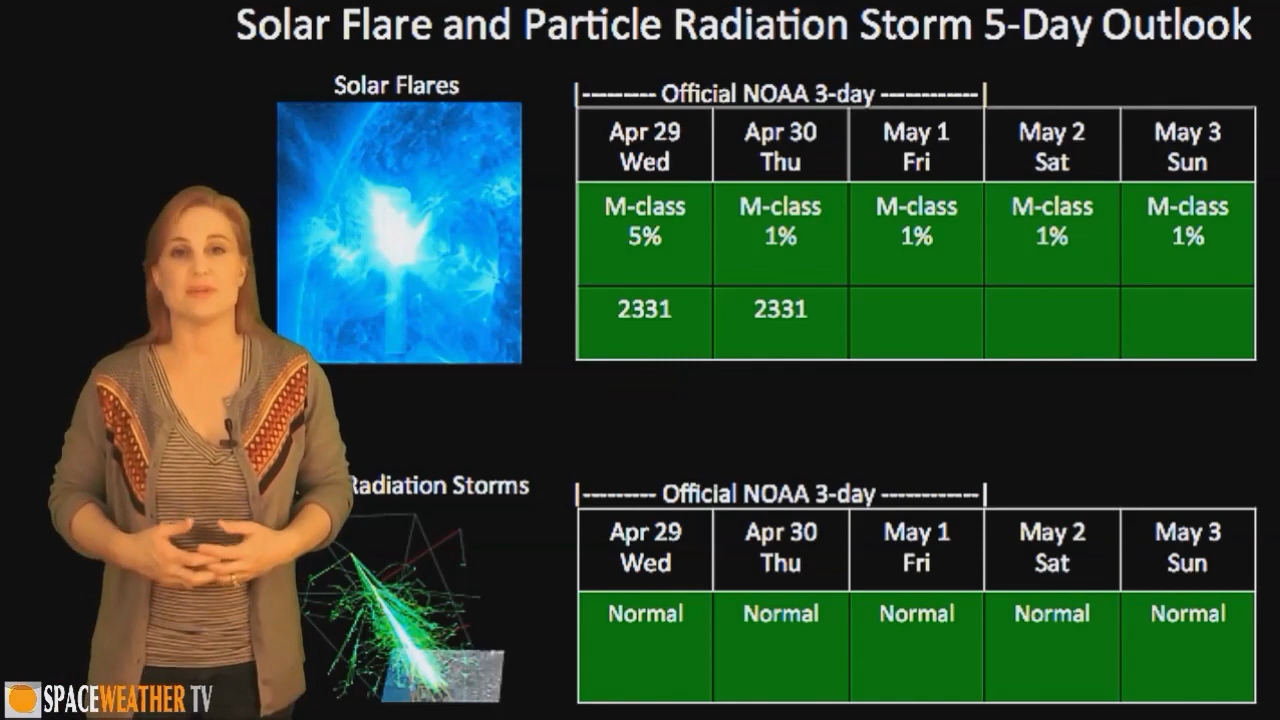 Solar Flare and Particle Radiation Storm 5-Day Outlook
Solar Flares
|--------- Official NOAA 3-day ------------|
Apr 29 Apr 30 May 1 May 2 May 3
Wed Thu Fri Sat Sun
M-class M-class M-class M-class M-class
5% 1% 1% 1% 1%
2331 2331
Radiation Storms
|--------- Official NOAA 3-day ------------|
Apr 29 Apr 30 May 1 May 2 May 3
Wed Thu Fri Sat Sun
Normal Normal Normal Normal Normal
SPACEWEATHER TV